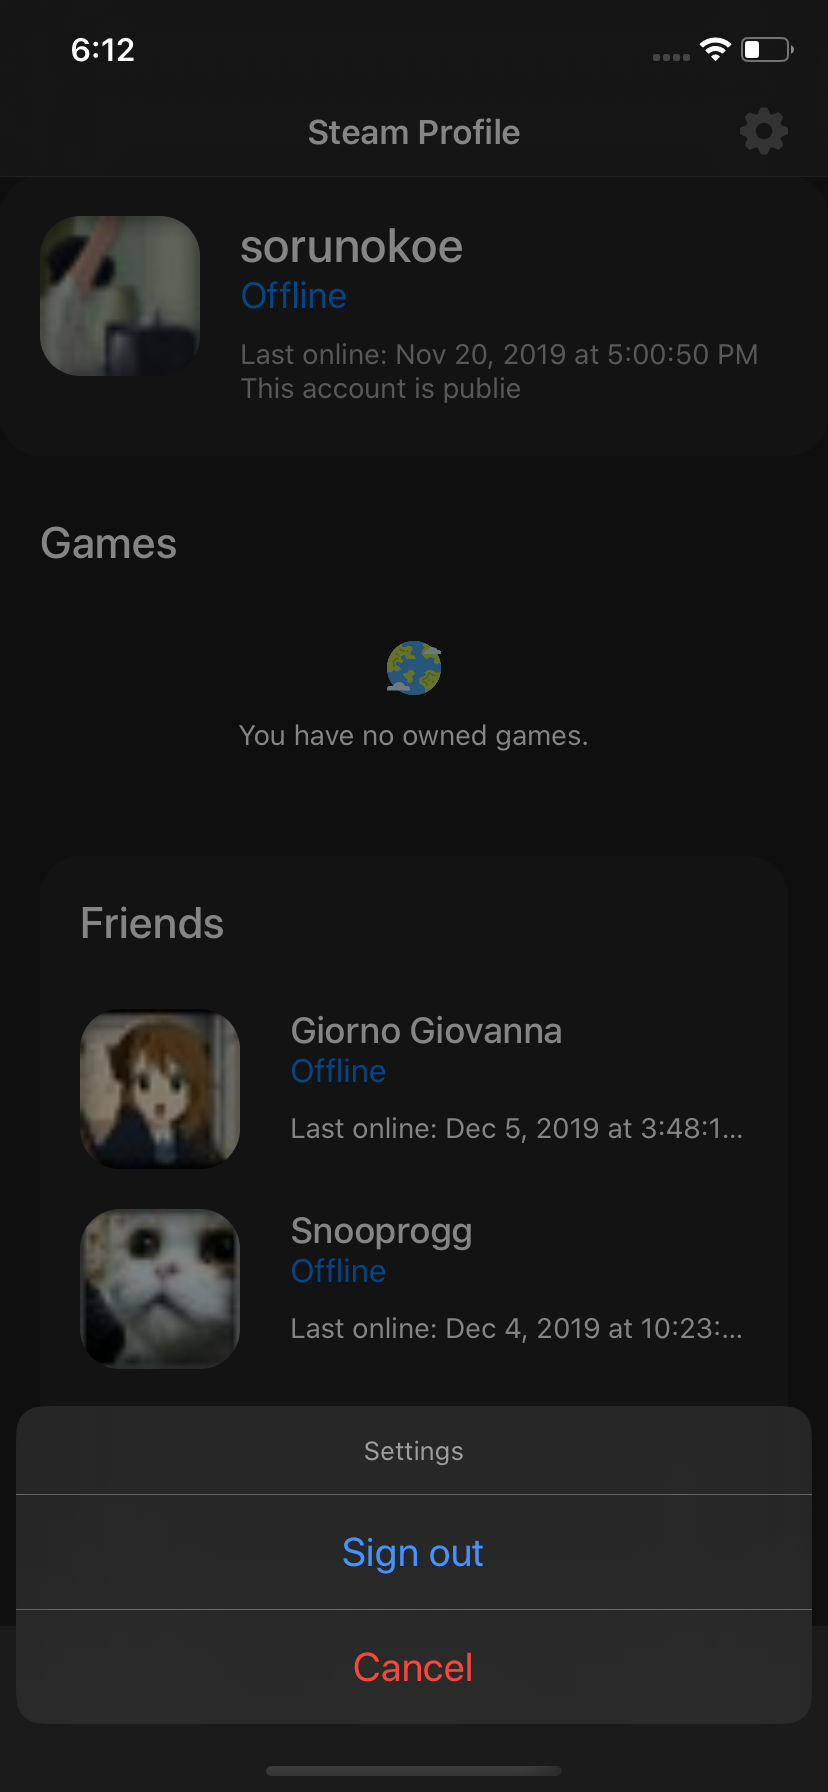 6:12
Steam Profile
sorunokoe
Offline
Last online: Nov 20, 2019 at 5:00:50 PM
This account is publie
Games
You have no owned games.
Friends
Giorno Giovanna
Offline
Last online: Dec 5, 2019 at 3:48:1...
Snooprogg
Offline
Last online: Dec 4, 2019 at 10:23:...
Settings
Sign out
Cancel